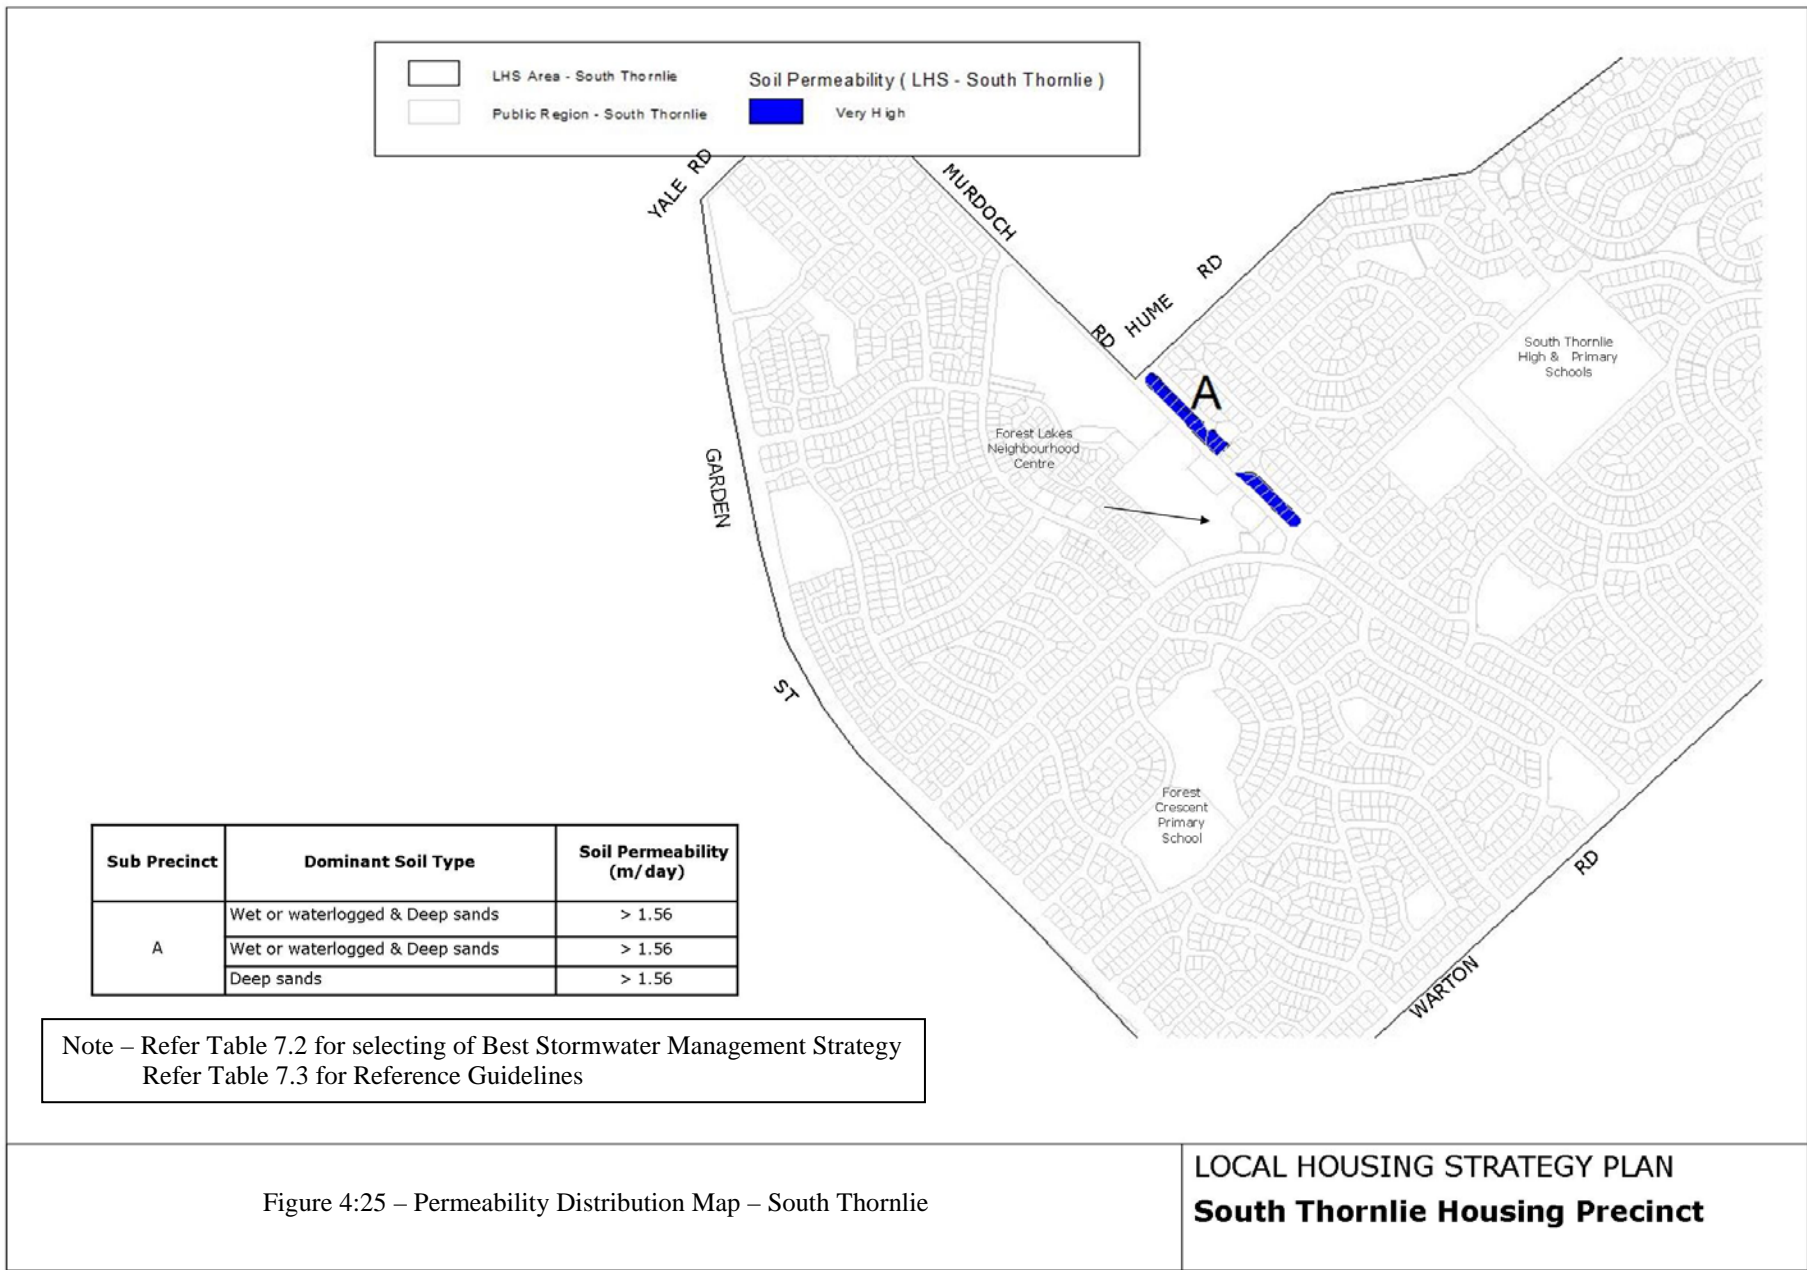 LHS Area - South Thornlie
Public Region - South Thornlie
Soil Permeability ( LHS - South Thornlie )
Very High
YALE RD
MURDOCH
RD
HUME RD
A
South Thornlie
High & Primary
Schools
Forest Lakes
Neighbourhood
Centre
GARDEN
ST
Forest
Crescent
Primary
School
WARTON
RD
Sub Precinct
Dominant Soil Type
Soil Permeability
(m/day)
A
Wet or waterlogged & Deep sands
> 1.56
Wet or waterlogged & Deep sands
> 1.56
Deep sands
> 1.56
Note – Refer Table 7.2 for selecting of Best Stormwater Management Strategy
Refer Table 7.3 for Reference Guidelines
Figure 4:25 – Permeability Distribution Map – South Thornlie
LOCAL HOUSING STRATEGY PLAN
South Thornlie Housing Precinct